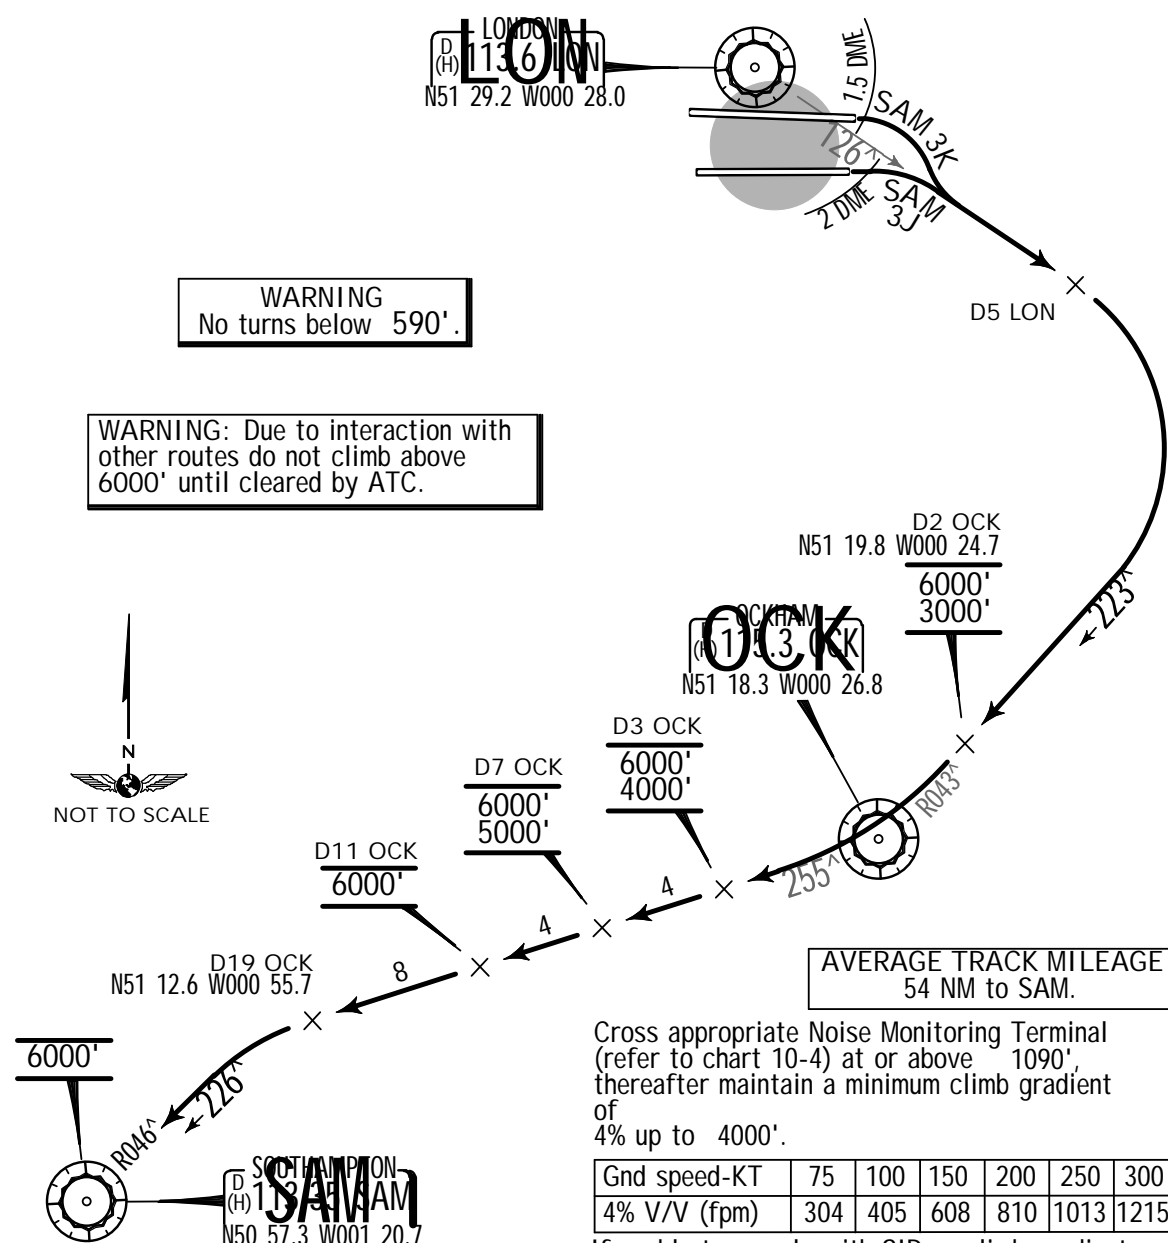 LONDON
D
(H) 113.6 LON
LON
N51 29.2 W000 28.0
1.5 DME
SAM 3K
126^
2 DME
SAM
3J
D5 LON
WARNING
No turns below 590'.
WARNING: Due to interaction with
other routes do not climb above
6000' until cleared by ATC.
D2 OCK
N51 19.8 W000 24.7
6000'
3000'
223^
OCKHAM
(H) 115.3 OCK
OCK
N51 18.3 W000 26.8
N
NOT TO SCALE
D3 OCK
6000'
4000'
R043^
D7 OCK
6000'
5000'
255^
4
D11 OCK
6000'
4
8
D19 OCK
N51 12.6 W000 55.7
AVERAGE TRACK MILEAGE
54 NM to SAM.
6000'
226^
R046^
Cross appropriate Noise Monitoring Terminal
(refer to chart 10-4) at or above 1090',
thereafter maintain a minimum climb gradient
of
4% up to 4000'.
SOUTHAMPTON
D
(H) 113.35 SAM
SAM
N50 57.3 W001 20.7
Gnd speed-KT 75 100 150 200 250 300
4% V/V (fpm) 304 405 608 810 1013 1215